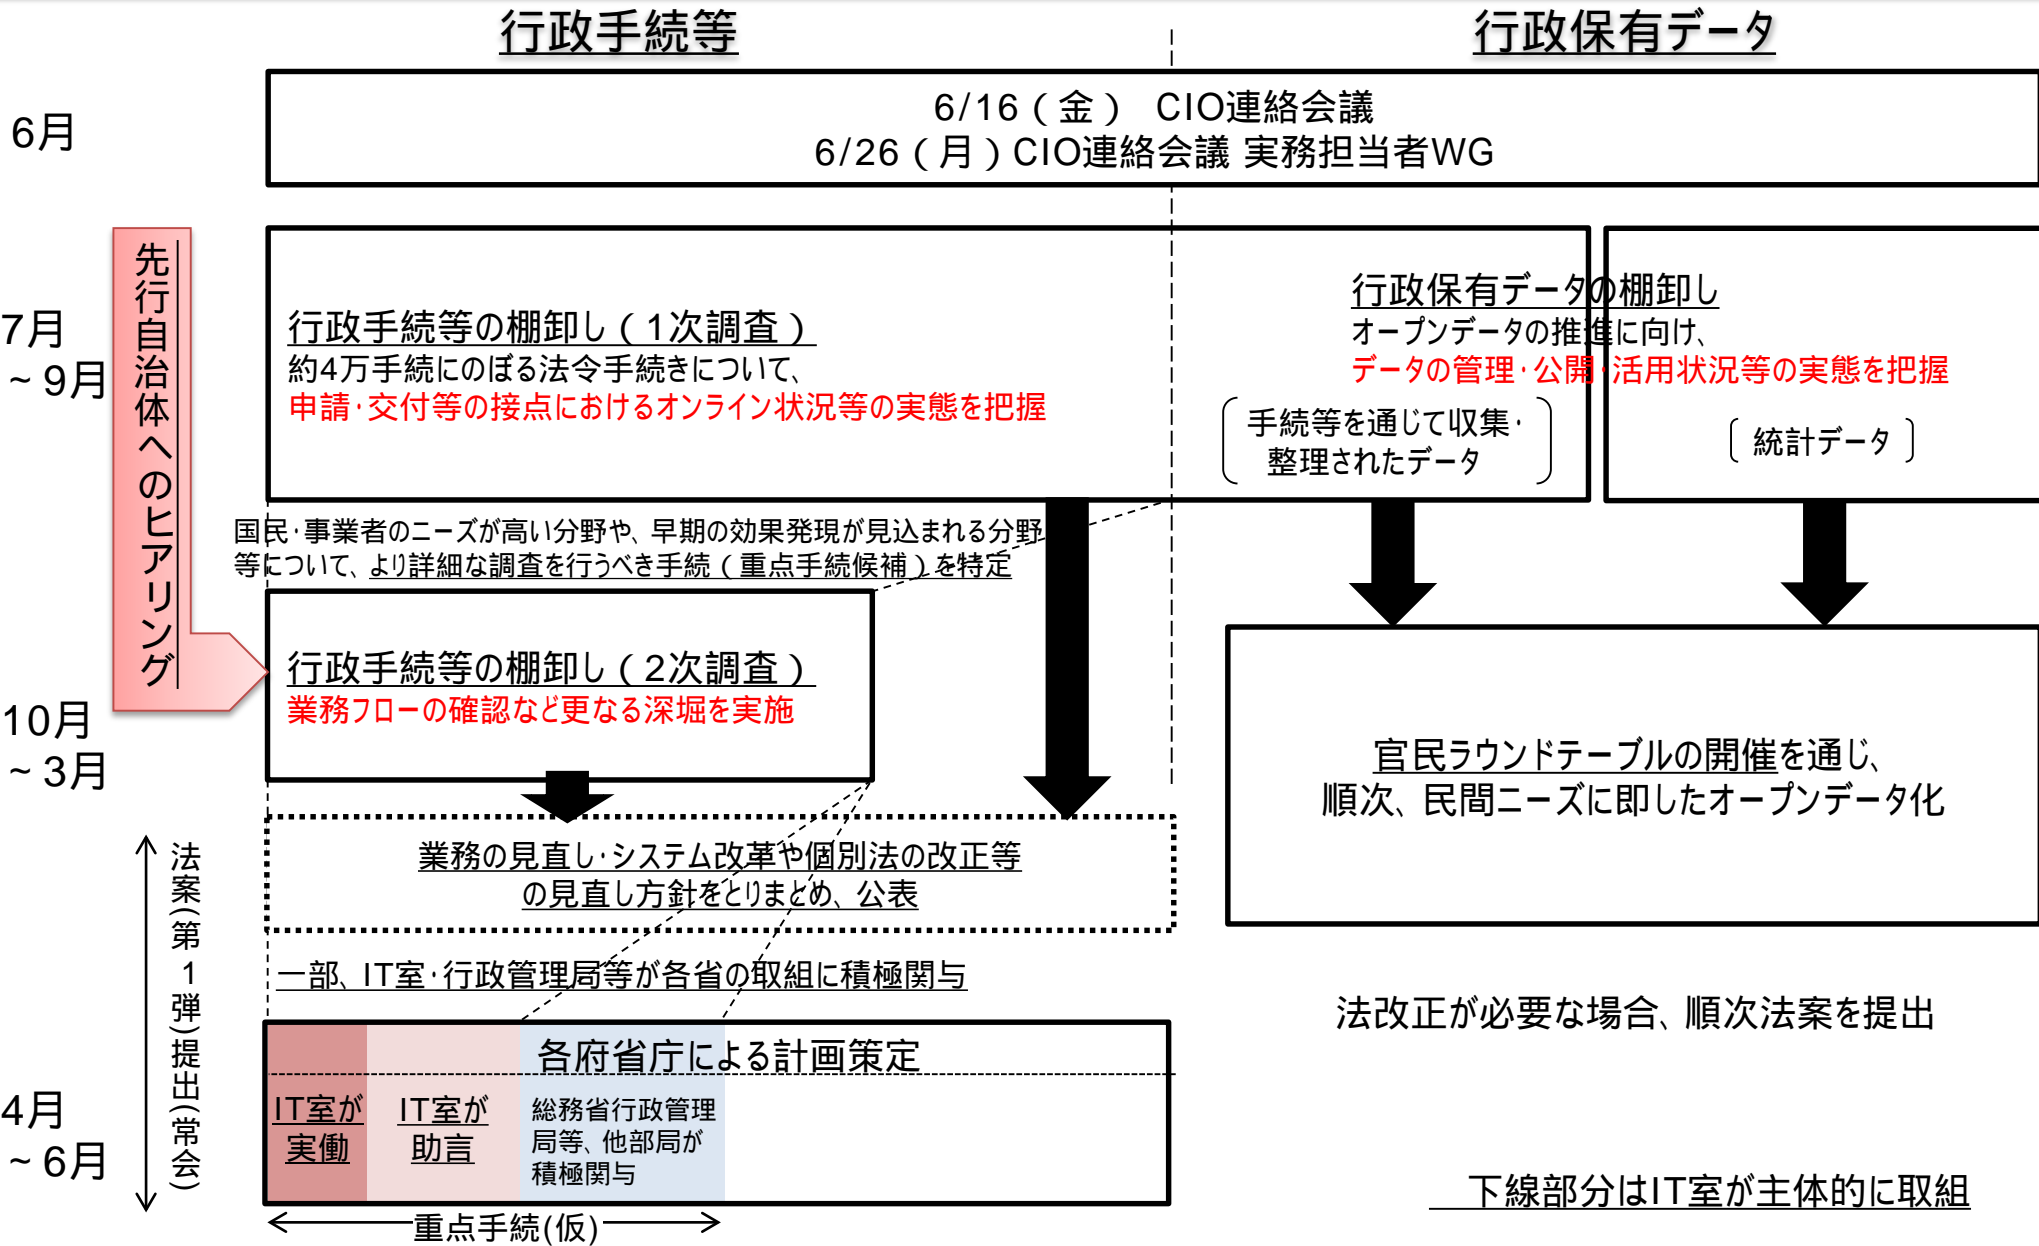 行政手続等
行政保有データ
6月
6/16(金) CIO連絡会議
6/26(月)CIO連絡会議 実務担当者WG
先行自治体へのヒアリング
7月
～9月
行政手続等の棚卸し(1次調査)
約4万手続にのぼる法令手続きについて、
申請・交付等の接点におけるオンライン状況等の実態を把握
行政保有データの棚卸し
オープンデータの推進に向け、
データの管理・公開・活用状況等の実態を把握
手続等を通じて収集・
整理されたデータ
統計データ
国民・事業者のニーズが高い分野や、早期の効果発現が見込まれる分野
等について、より詳細な調査を行うべき手続(重点手続候補)を特定
10月
～3月
行政手続等の棚卸し(2次調査)
業務フローの確認など更なる深堀を実施
官民ラウンドテーブルの開催を通じ、
順次、民間ニーズに即したオープンデータ化
業務の見直し・システム改革や個別法の改正等
の見直し方針をとりまとめ、公表
法案(第1弾)提出(常会)
一部、IT室・行政管理局等が各省の取組に積極関与
法改正が必要な場合、順次法案を提出
4月
～6月
各府省庁による計画策定
IT室が
実働
IT室が
助言
総務省行政管理
局等、他部局が
積極関与
重点手続(仮)
下線部分はIT室が主体的に取組